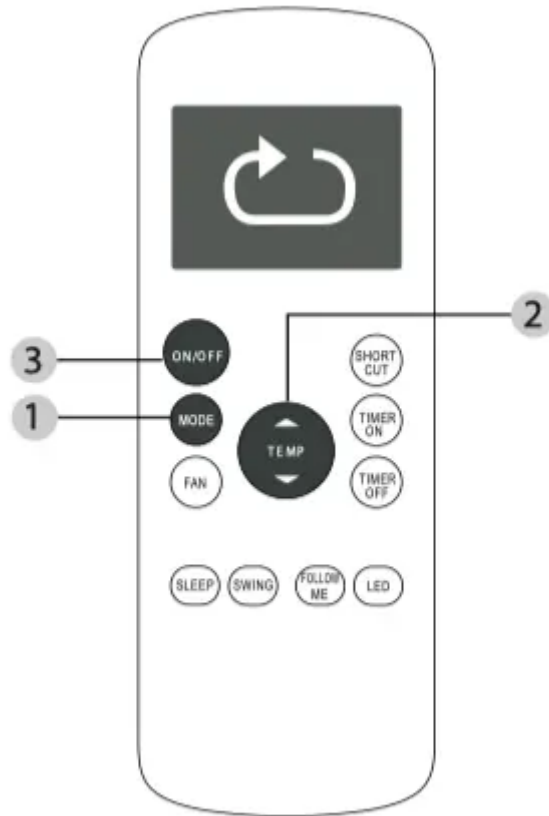 2
3
ON/OFF
SHORT
CUT
1
MODE
TEMP
TIMER
ON
FAN
TIMER
OFF
SLEEP
SWING
FOLLOW
ME
LED